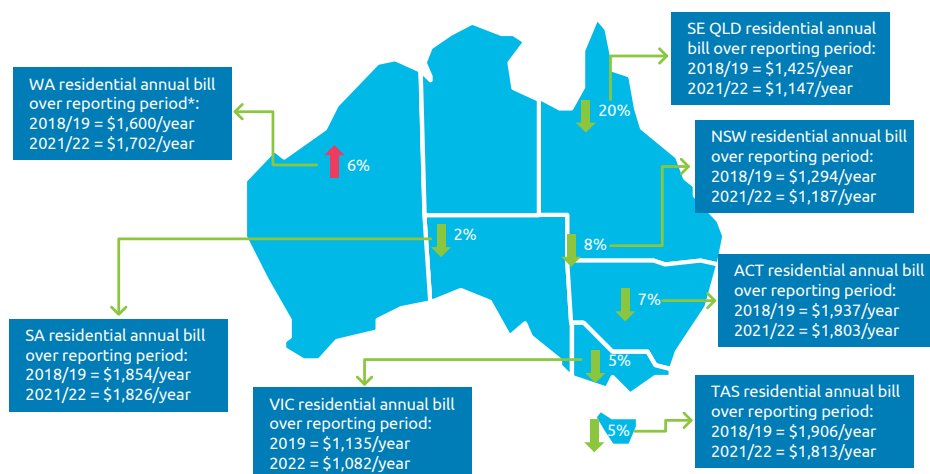 SE QLD residential annual
bill over reporting period:
2018/19 = $1,425/year
2021/22 = $1,147/year
20%
WA residential annual bill
over reporting period*:
2018/19 = $1,600/year
2021/22 = $1,702/year
6%
NSW residential annual bill
over reporting period:
2018/19 = $1,294/year
2021/22 = $1,187/year
8%
2%
ACT residential annual bill
over reporting period:
2018/19 = $1,937/year
2021/22 = $1,803/year
7%
SA residential annual bill
over reporting period:
2018/19 = $1,854/year
2021/22 = $1,826/year
5%
VIC residential annual bill
over reporting period:
2019 = $1,135/year
2022 = $1,082/year
TAS residential annual bill
over reporting period:
2018/19 = $1,906/year
2021/22 = $1,813/year
5%